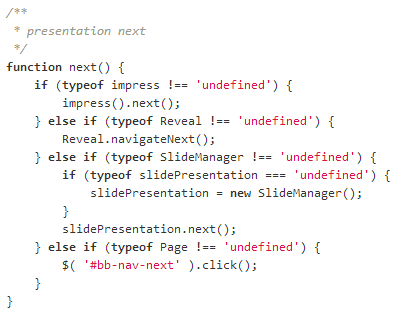 /**
 * presentation next
 */
function next() {
    if (typeof impress !== 'undefined') {
        impress().next();
    } else if (typeof Reveal !== 'undefined') {
        Reveal.navigateNext();
    } else if (typeof SlideManager !== 'undefined') {
        if (typeof slidePresentation === 'undefined') {
            slidePresentation = new SlideManager();
        }
        slidePresentation.next();
    } else if (typeof Page !== 'undefined') {
        $( '#bb-nav-next' ).click();
    }
}